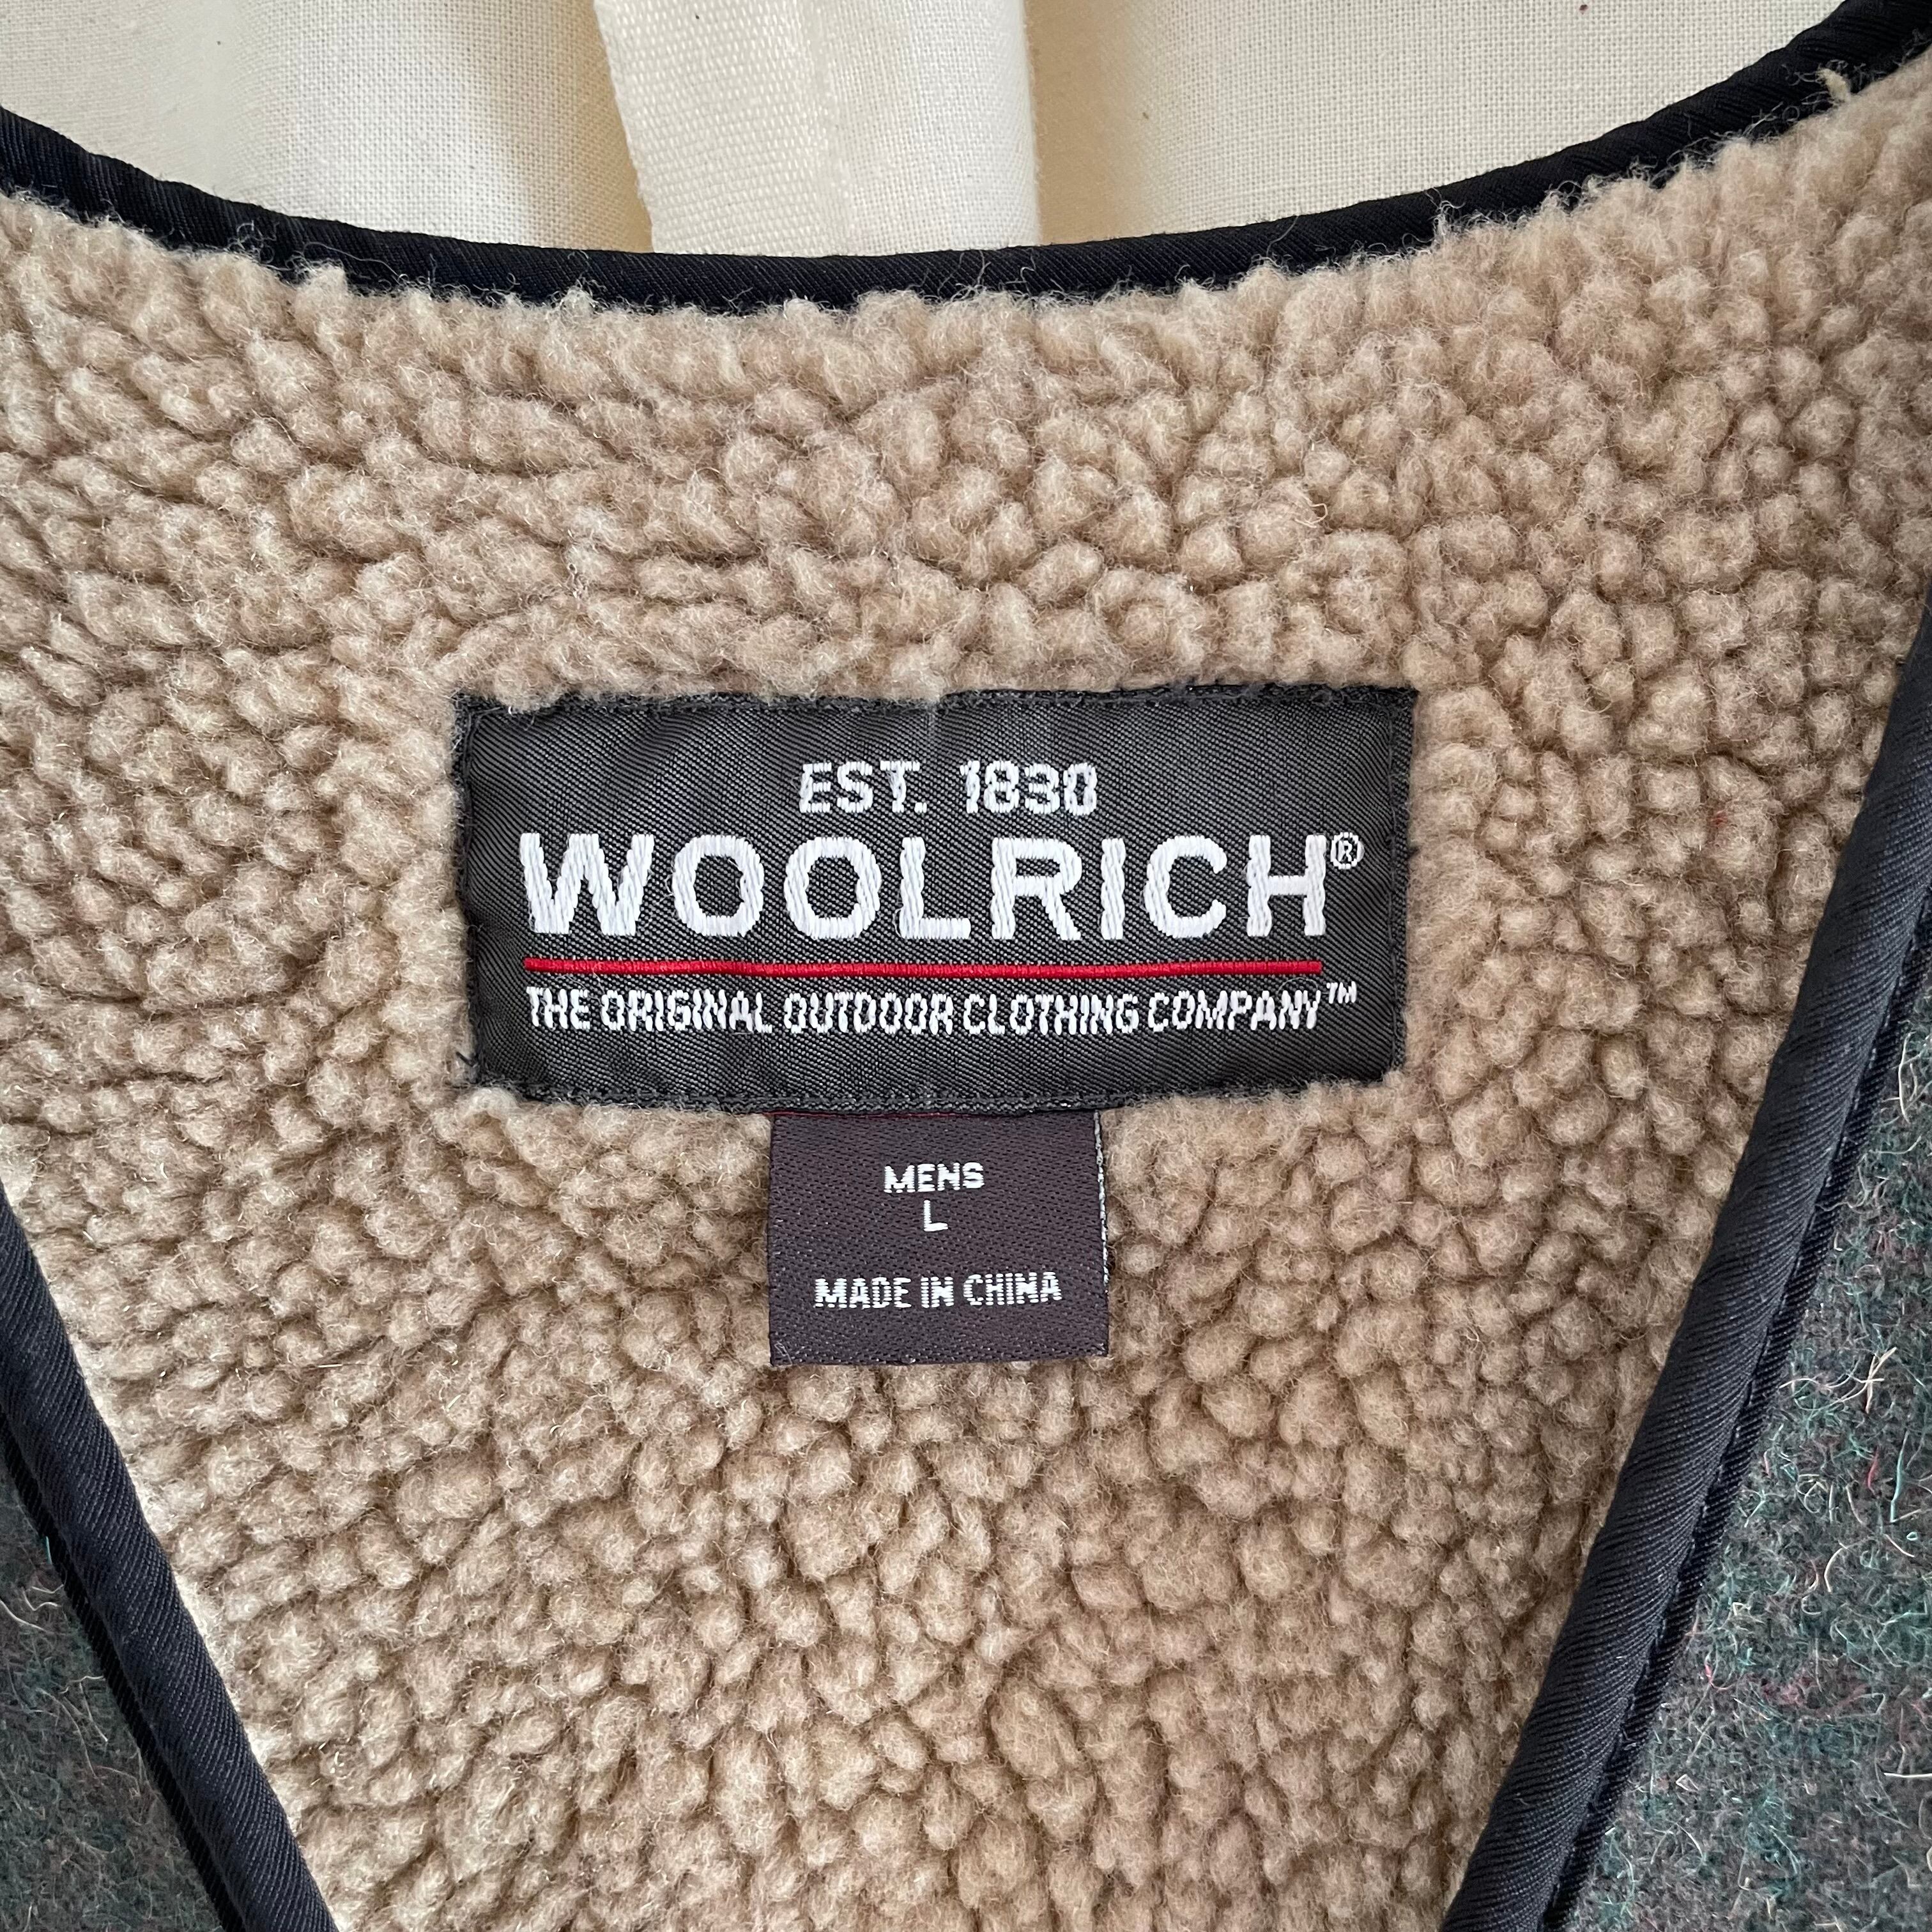 EST. 1830
WOOLRICH®
THE ORIGINAL OUTDOOR CLOTHING COMPANY™
MENS
L
MADE IN CHINA